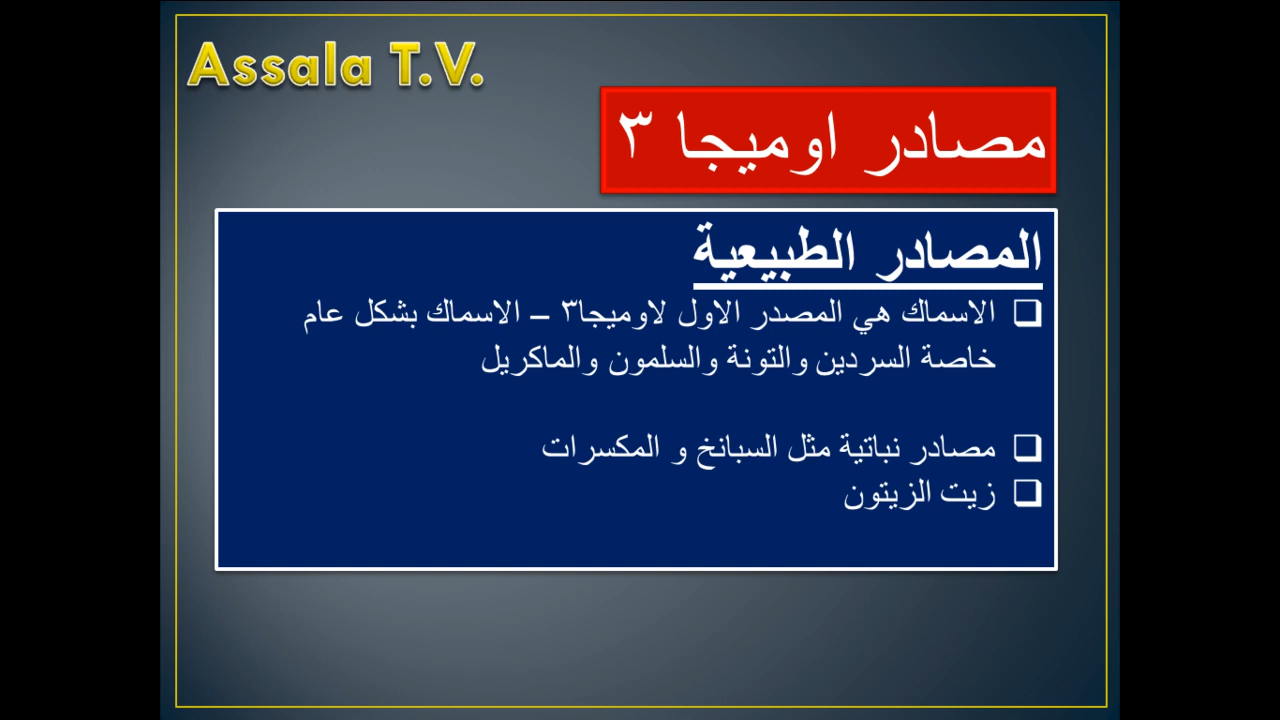 Assala T.V.
مصادر اوميجا ٣
المصادر الطبيعية
❑ الاسماك هي المصدر الاول لاوميجا٣ – الاسماك بشكل عام
خاصة السردين والتونة والسلمون والماكريل
❑ مصادر نباتية مثل السبانخ و المكسرات
❑ زيت الزيتون